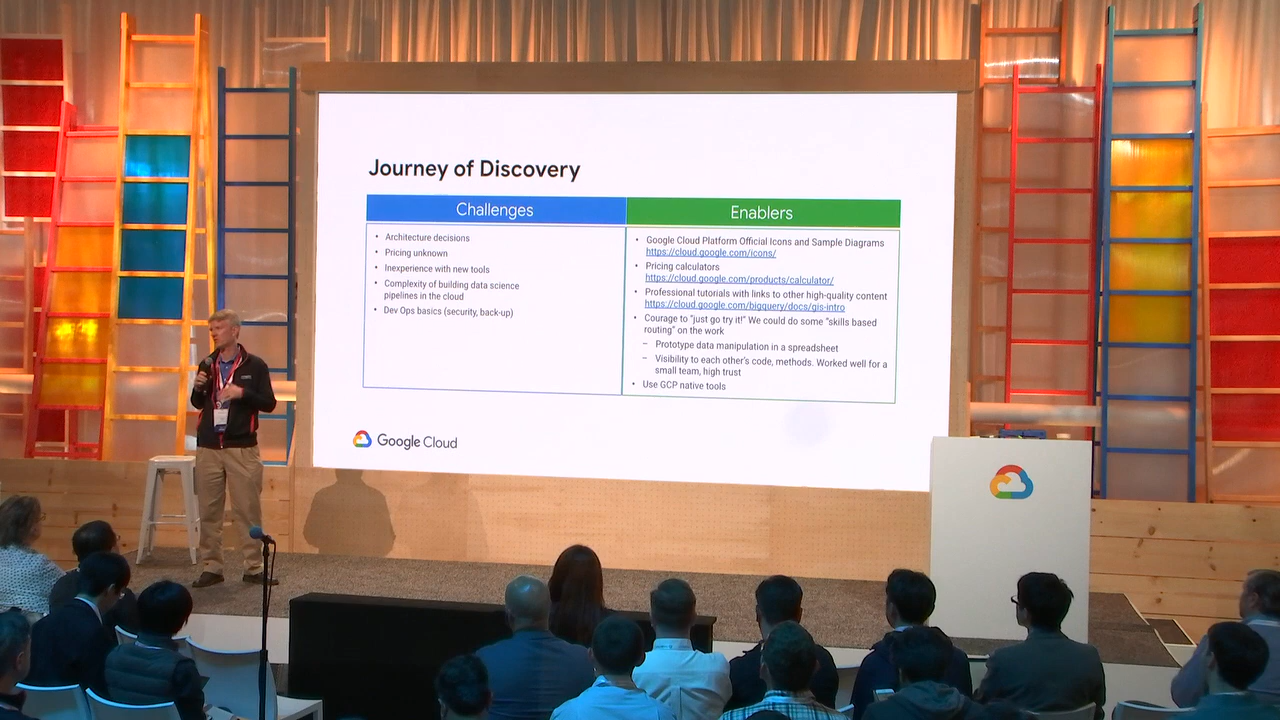 Journey of Discovery
Challenges
• Architecture decisions
• Pricing unknown
• Inexperience with new tools
• Complexity of building data science
pipelines in the cloud
• Dev Ops basics (security, back-up)
Enablers
• Google Cloud Platform Official Icons and Sample Diagrams
https://cloud.google.com/icons/
• Pricing calculators
https://cloud.google.com/products/calculator/
• Professional tutorials with links to other high-quality content
https://cloud.google.com/bigquery/docs/gis-intro
• Courage to "just go try it!" We could do some "skills based
routing" on the work
– Prototype data manipulation in a spreadsheet
– Visibility to each other's code, methods. Worked well for a
small team, high trust
• Use GCP native tools
Google Cloud